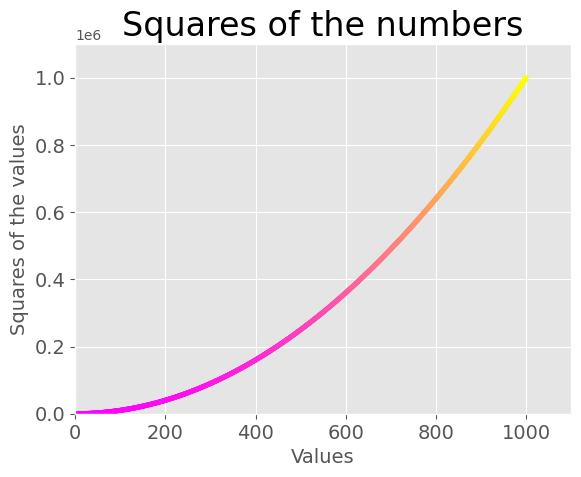 Squares of the numbers
1e6
1.0
0.8
0.6
0.4
0.2
0.0
Squares of the values
0 200 400 600 800 1000
Values